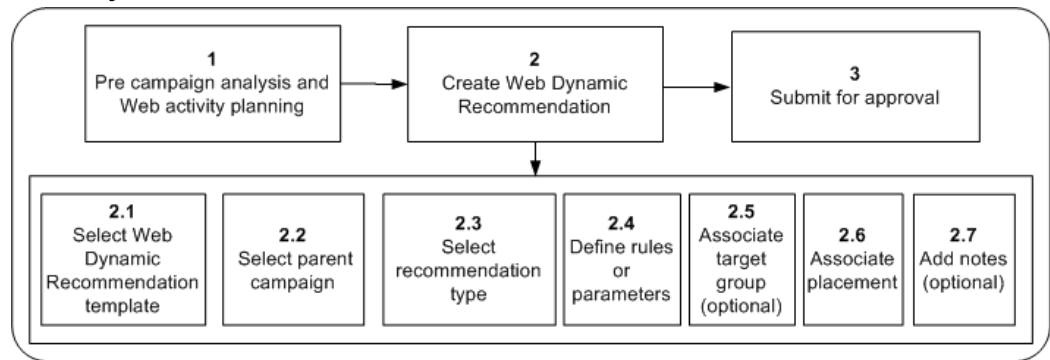 1
Pre campaign analysis and
Web activity planning
2
Create Web Dynamic
Recommendation
3
Submit for approval
2.1
Select Web
Dynamic
Recommendation
template
2.2
Select parent
campaign
2.3
Select
recommendation
type
2.4
Define rules
or
parameters
2.5
Associate
target
group
(optional)
2.6
Associate
placement
2.7
Add notes
(optional)